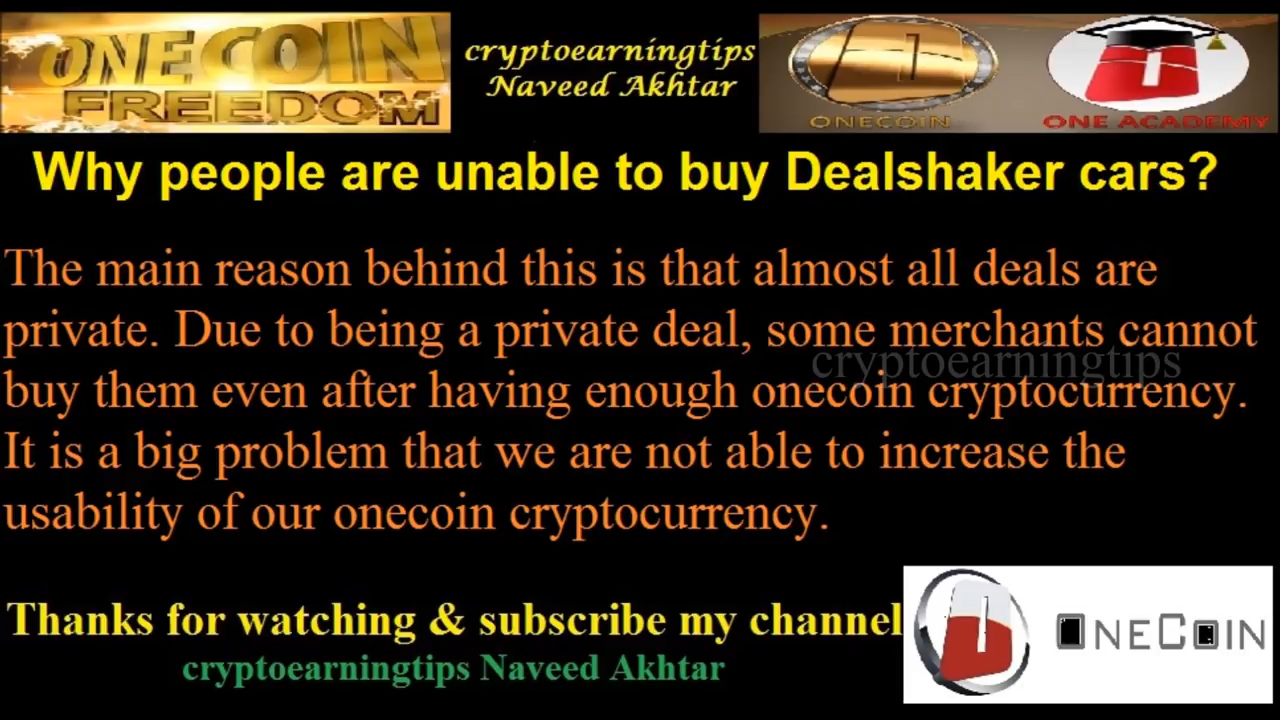 ONE COIN
FREEDOM
cryptoearningtips
Naveed Akhtar
ONECOIN
ONE ACADEMY
Why people are unable to buy Dealshaker cars?
The main reason behind this is that almost all deals are
private. Due to being a private deal, some merchants cannot
cryptoearningtips
buy them even after having enough onecoin cryptocurrency.
It is a big problem that we are not able to increase the
usability of our onecoin cryptocurrency.
Thanks for watching & subscribe my channel
cryptoearningtips Naveed Akhtar
ONECOIN